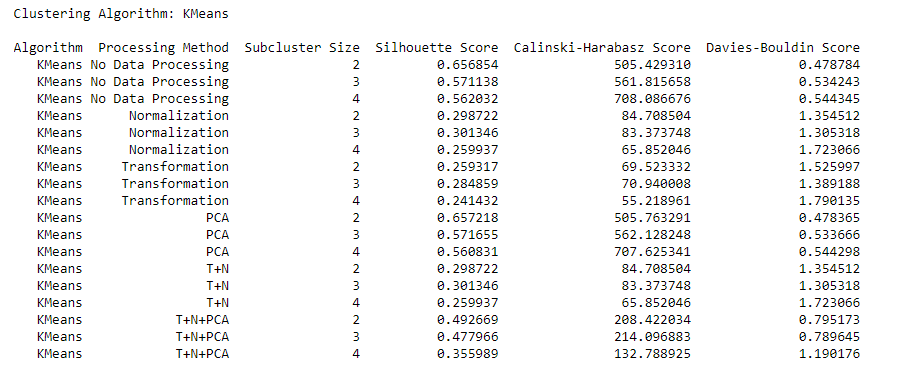 Clustering Algorithm: KMeans
Algorithm Processing Method Subcluster Size Silhouette Score Calinski-Harabasz Score Davies-Bouldin Score
KMeans No Data Processing 2 0.656854 505.429310 0.478784
KMeans No Data Processing 3 0.571138 561.815658 0.534243
KMeans No Data Processing 4 0.562032 708.086676 0.544345
KMeans Normalization 2 0.298722 84.708504 1.354512
KMeans Normalization 3 0.301346 83.373748 1.305318
KMeans Normalization 4 0.259937 65.852046 1.723066
KMeans Transformation 2 0.259317 69.523332 1.525997
KMeans Transformation 3 0.284859 70.940008 1.389188
KMeans Transformation 4 0.241432 55.218961 1.790135
KMeans PCA 2 0.657218 505.763291 0.478365
KMeans PCA 3 0.571655 562.128248 0.533666
KMeans PCA 4 0.560831 707.625341 0.544298
KMeans T+N 2 0.298722 84.708504 1.354512
KMeans T+N 3 0.301346 83.373748 1.305318
KMeans T+N 4 0.259937 65.852046 1.723066
KMeans T+N+PCA 2 0.492669 208.422034 0.795173
KMeans T+N+PCA 3 0.477966 214.096883 0.789645
KMeans T+N+PCA 4 0.355989 132.788925 1.190176